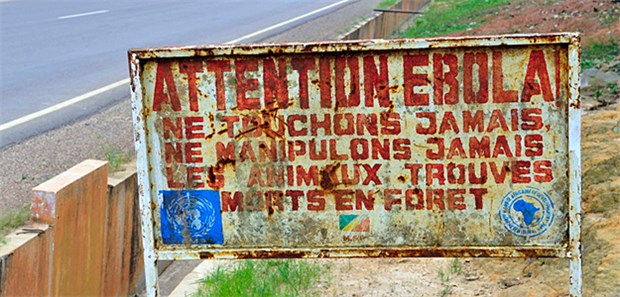 ATTENTION EBOLA
NE TOUCHONS JAMAIS,
NE MANIPULONS JAMAIS
LES ANIMAUX TROUVES
MORTS EN FORET